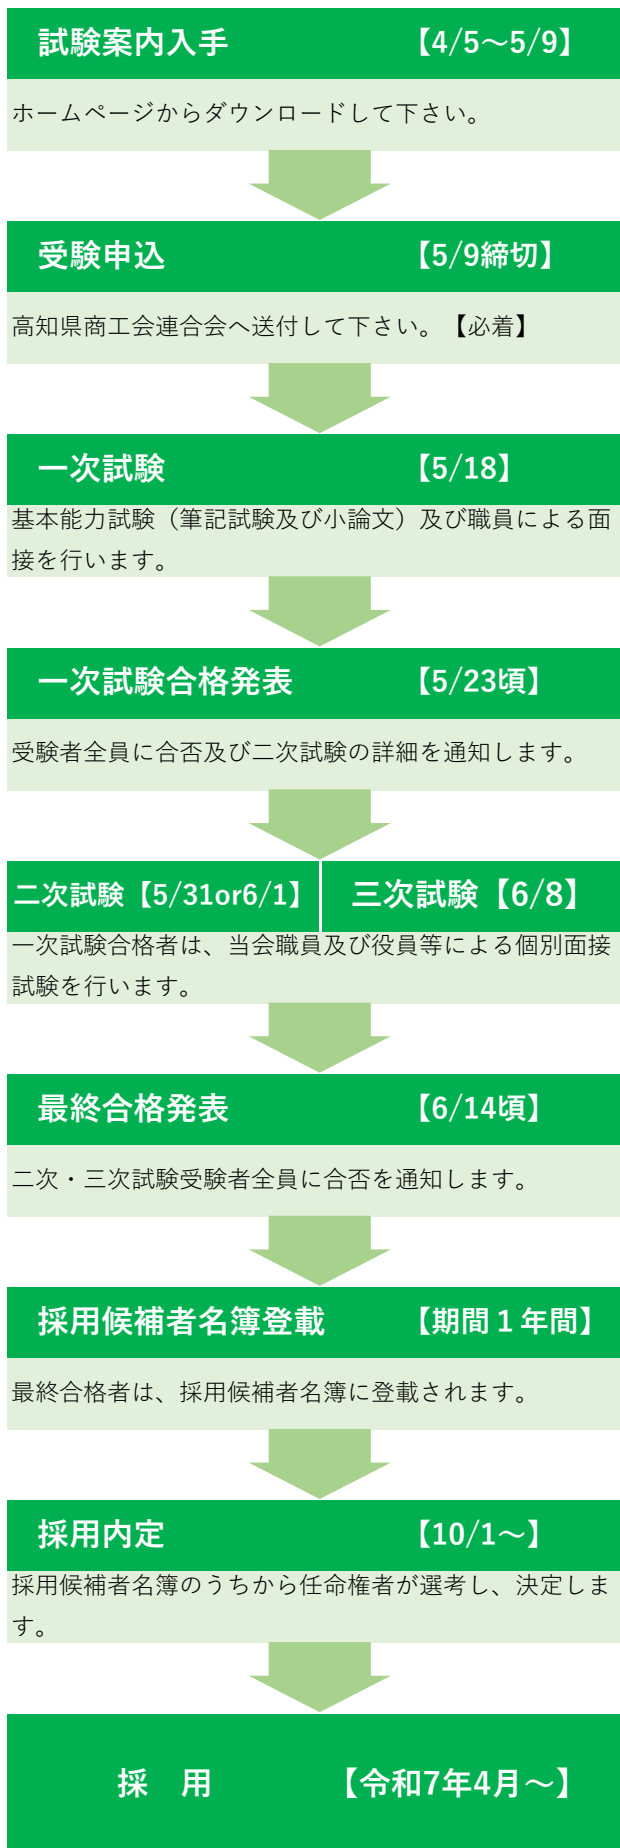 試験案内入手 【4/5～5/9】
ホームページからダウンロードして下さい。
受験申込 【5/9締切】
高知県商工会連合会へ送付して下さい。【必着】
一次試験 【5/18】
基本能力試験（筆記試験及び小論文）及び職員による面
接を行います。
一次試験合格発表 【5/23頃】
受験者全員に合否及び二次試験の詳細を通知します。
二次試験【5/31or6/1】 三次試験【6/8】
一次試験合格者は、当会職員及び役員等による個別面接
試験を行います。
最終合格発表 【6/14頃】
二次・三次試験受験者全員に合否を通知します。
採用候補者名簿登載 【期間１年間】
最終合格者は、採用候補者名簿に登載されます。
採用内定 【10/1～】
採用候補者名簿のうちから任命権者が選考し、決定しま
す。
採　用 【令和7年4月～】